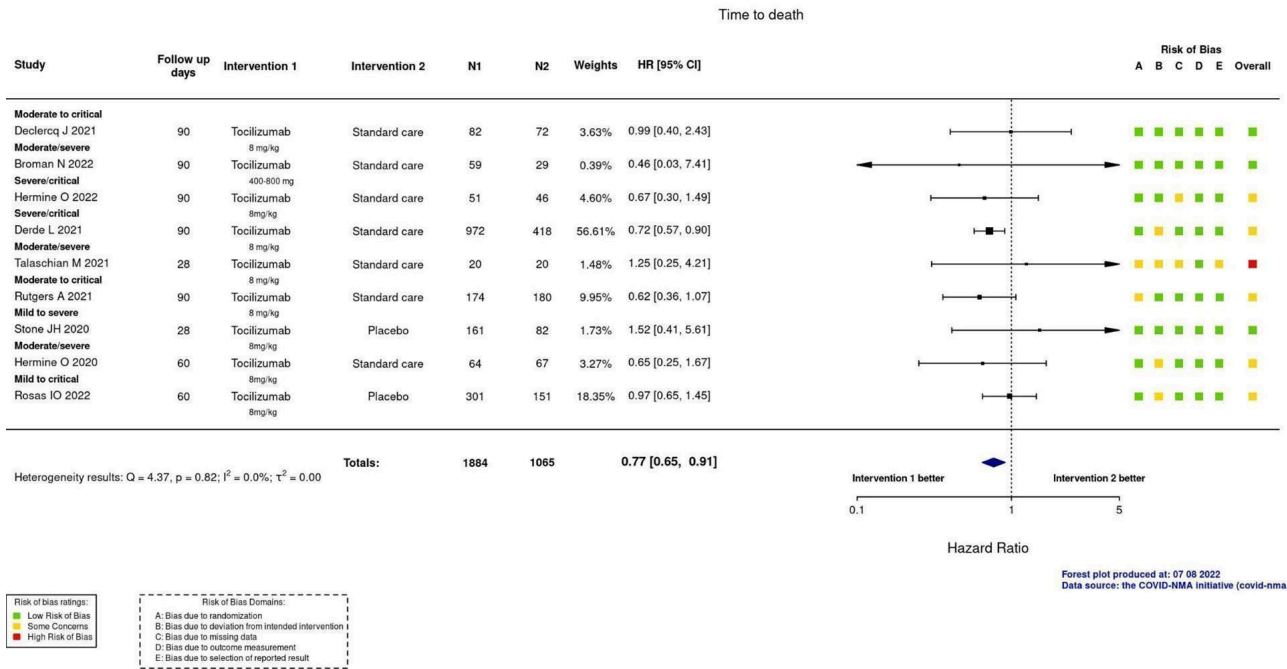 Time to death
Study Follow up days Intervention 1 Intervention 2 N1 N2 Weights HR [95% CI] Risk of Bias A B C D E Overall
Moderate to critical
Declercq J 2021 90 Tocilizumab Standard care 82 72 3.63% 0.99 [0.40, 2.43]
Moderate/severe 8 mg/kg
Broman N 2022 90 Tocilizumab Standard care 59 29 0.39% 0.46 [0.03, 7.41]
Severe/critical 400-800 mg
Hermine O 2022 90 Tocilizumab Standard care 51 46 4.60% 0.67 [0.30, 1.49]
Severe/critical 8mg/kg
Derde L 2021 90 Tocilizumab Standard care 972 418 56.61% 0.72 [0.57, 0.90]
Moderate/severe 8 mg/kg
Talaschian M 2021 28 Tocilizumab Standard care 20 20 1.48% 1.25 [0.25, 4.21]
Moderate to critical 8 mg/kg
Rutgers A 2021 90 Tocilizumab Standard care 174 180 9.95% 0.62 [0.36, 1.07]
Mild to severe 8 mg/kg
Stone JH 2020 28 Tocilizumab Placebo 161 82 1.73% 1.52 [0.41, 5.61]
Moderate/severe 8mg/kg
Hermine O 2020 60 Tocilizumab Standard care 64 67 3.27% 0.65 [0.25, 1.67]
Mild to critical 8mg/kg
Rosas IO 2022 60 Tocilizumab Placebo 301 151 18.35% 0.97 [0.65, 1.45]
8mg/kg
Totals: 1884 1065 0.77 [0.65, 0.91]
Heterogeneity results: Q = 4.37, p = 0.82; I² = 0.0%; τ² = 0.00
Intervention 1 better Intervention 2 better
0.1 1 5
Hazard Ratio
Forest plot produced at: 07 08 2022
Data source: the COVID-NMA initiative (covid-nma
Risk of bias ratings:
Low Risk of Bias
Some Concerns
High Risk of Bias
Risk of Bias Domains:
A: Bias due to randomization
B: Bias due to deviation from intended intervention
C: Bias due to missing data
D: Bias due to outcome measurement
E: Bias due to selection of reported result